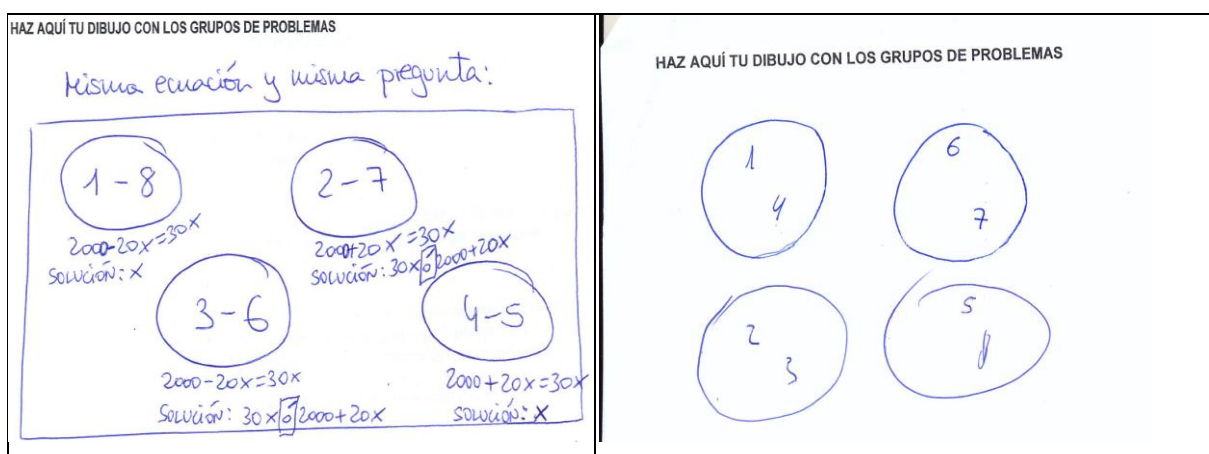 HAZ AQUÍ TU DIBUJO CON LOS GRUPOS DE PROBLEMAS
Misma ecuación y misma pregunta:
1 - 8
2000-20x=30x
SOLUCIÓN: x
2 - 7
2000+20x=30x
SOLUCIÓN: 30x ó 2000+20x
3 - 6
2000-20x=30x
SOLUCIÓN: 30x ó 2000+20x
4-5
2000+20x=30x
SOLUCIÓN: x
HAZ AQUÍ TU DIBUJO CON LOS GRUPOS DE PROBLEMAS
1
4
6
7
2
3
5
8